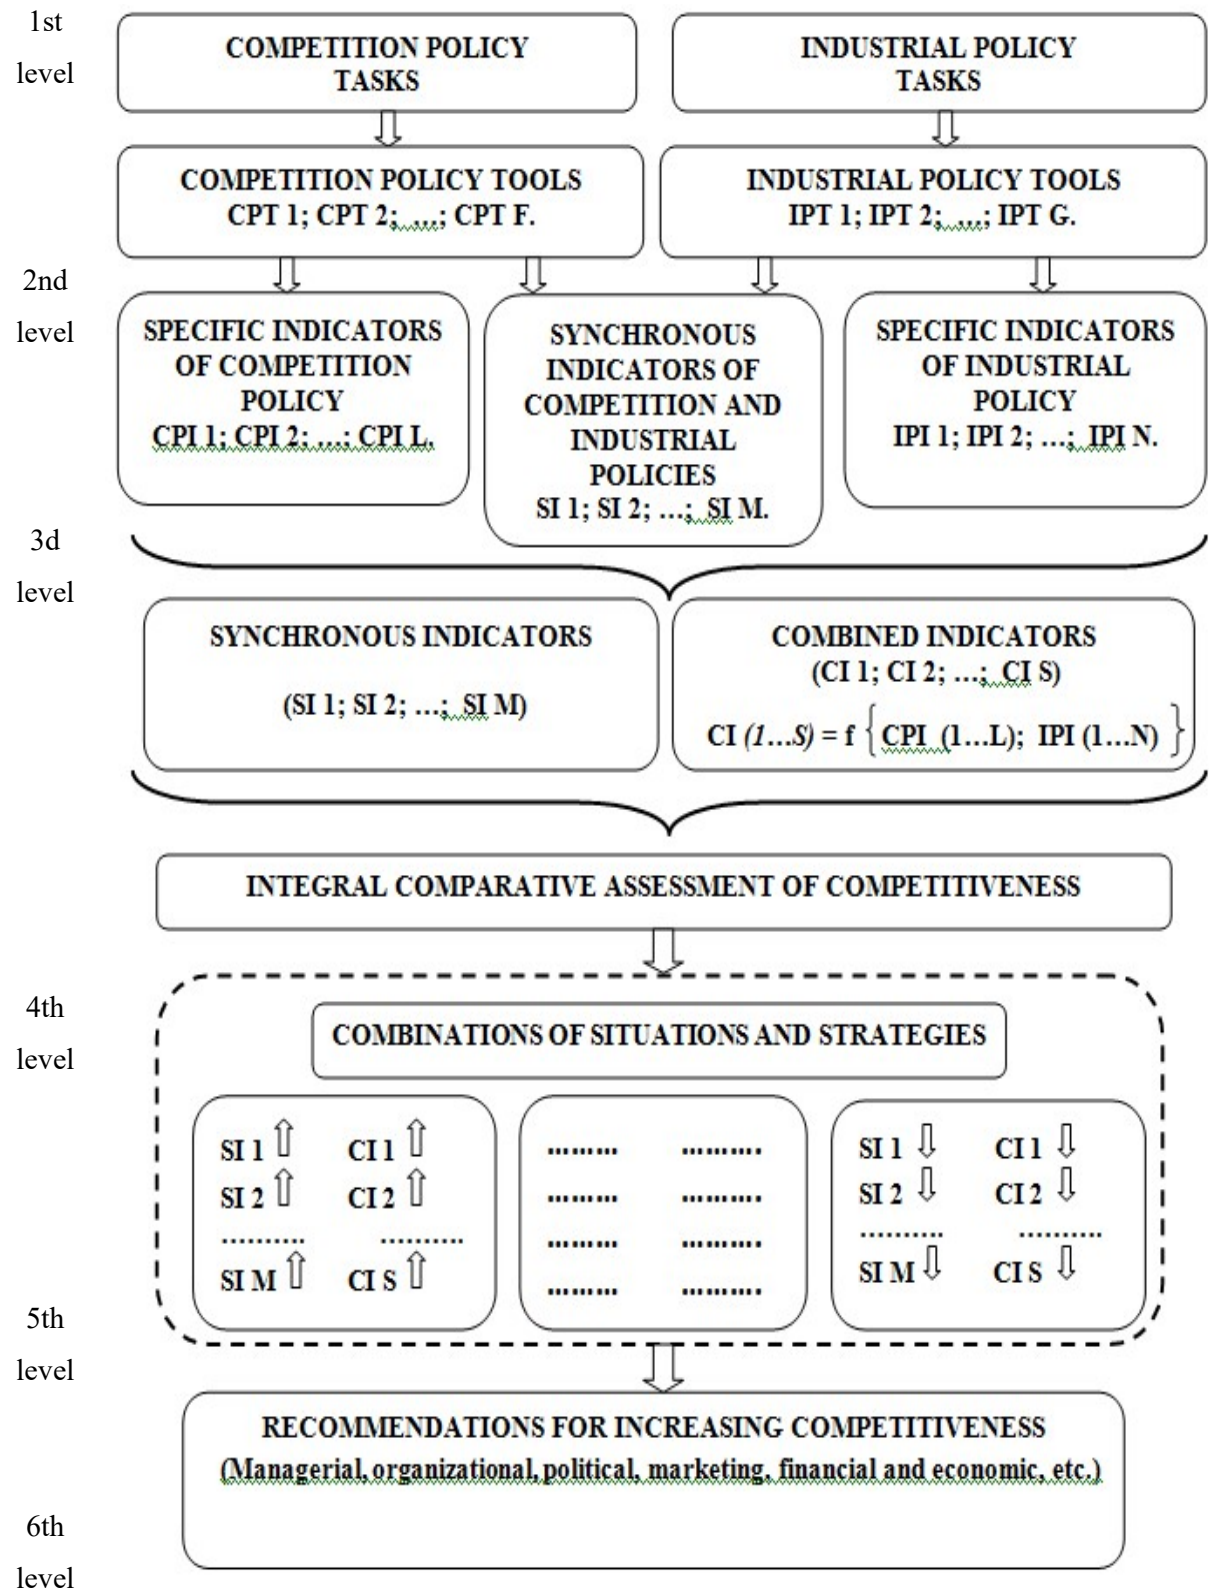 1st
level
COMPETITION POLICY
TASKS
INDUSTRIAL POLICY
TASKS
COMPETITION POLICY TOOLS
CPT 1; CPT 2; ...; CPT F.
INDUSTRIAL POLICY TOOLS
IPT 1; IPT 2; ...; IPT G.
2nd
level
SPECIFIC INDICATORS
OF COMPETITION
POLICY
CPI 1; CPI 2; ...; CPI L.
SYNCHRONOUS
INDICATORS OF
COMPETITION AND
INDUSTRIAL
POLICIES
SI 1; SI 2; ...; SI M.
SPECIFIC INDICATORS
OF INDUSTRIAL
POLICY
IPI 1; IPI 2; ...; IPI N.
3d
level
SYNCHRONOUS INDICATORS
(SI 1; SI 2; ...; SI M)
COMBINED INDICATORS
(CI 1; CI 2; ...; CI S)
CI (1...S) = f { CPI (1...L); IPI (1...N) }
INTEGRAL COMPARATIVE ASSESSMENT OF COMPETITIVENESS
4th
level
COMBINATIONS OF SITUATIONS AND STRATEGIES
SI 1 ⇧ CI 1 ⇧
SI 2 ⇧ CI 2 ⇧
.......... ..........
SI M ⇧ CI S ⇧
......... ..........
......... ..........
......... ..........
......... ..........
SI 1 ⇩ CI 1 ⇩
SI 2 ⇩ CI 2 ⇩
.......... ..........
SI M ⇩ CI S ⇩
5th
level
RECOMMENDATIONS FOR INCREASING COMPETITIVENESS
(Managerial, organizational, political, marketing, financial and economic, etc.)
6th
level